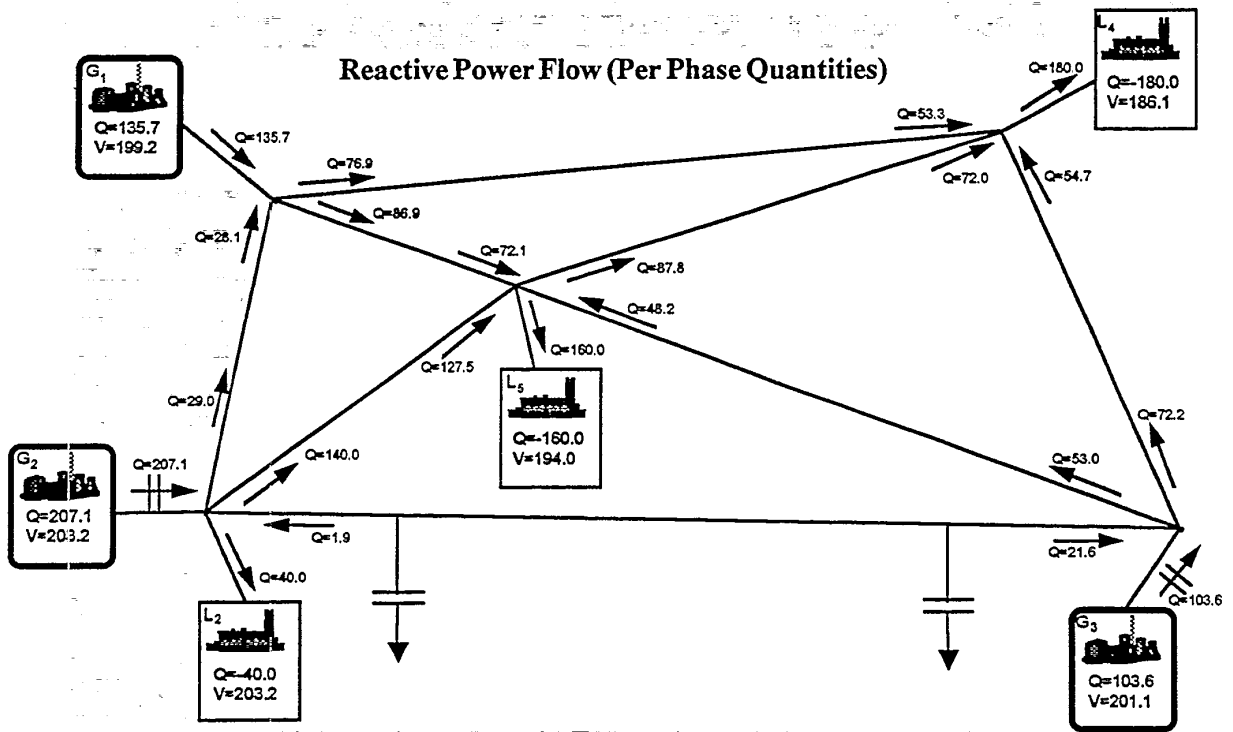 Reactive Power Flow (Per Phase Quantities)
G1
Q=135.7
V=199.2
Q=135.7
Q=76.9
Q=86.9
Q=28.1
Q=72.1
Q=53.3
Q=180.0
L4
Q=-180.0
V=186.1
Q=72.0
Q=54.7
Q=87.8
Q=48.2
Q=160.0
Q=127.5
L5
Q=-160.0
V=194.0
Q=29.0
Q=140.0
G2
Q=207.1
V=203.2
Q=207.1
Q=1.9
Q=40.0
L2
Q=-40.0
V=203.2
Q=72.2
Q=53.0
Q=21.6
Q=103.6
G3
Q=103.6
V=201.1